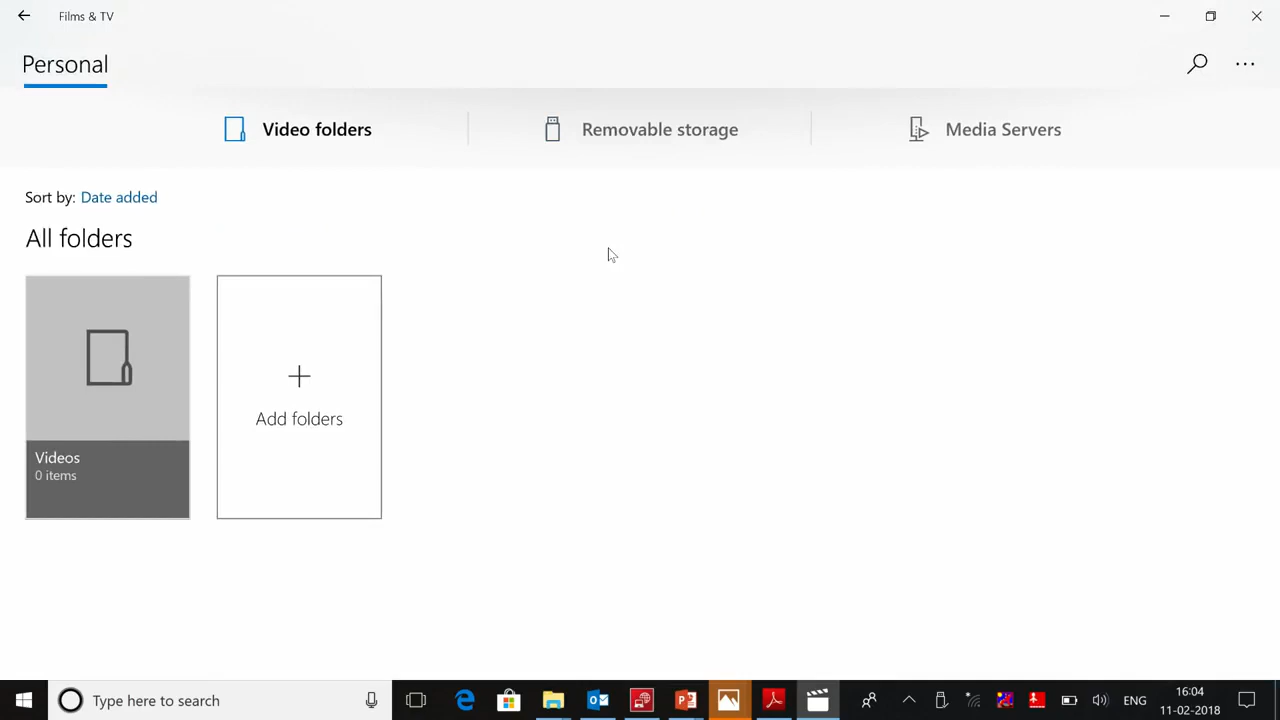 Films & TV
Personal
Video folders
Removable storage
Media Servers
Sort by: Date added
All folders
Videos
0 items
Add folders
Type here to search
ENG
16:04
11-02-2018